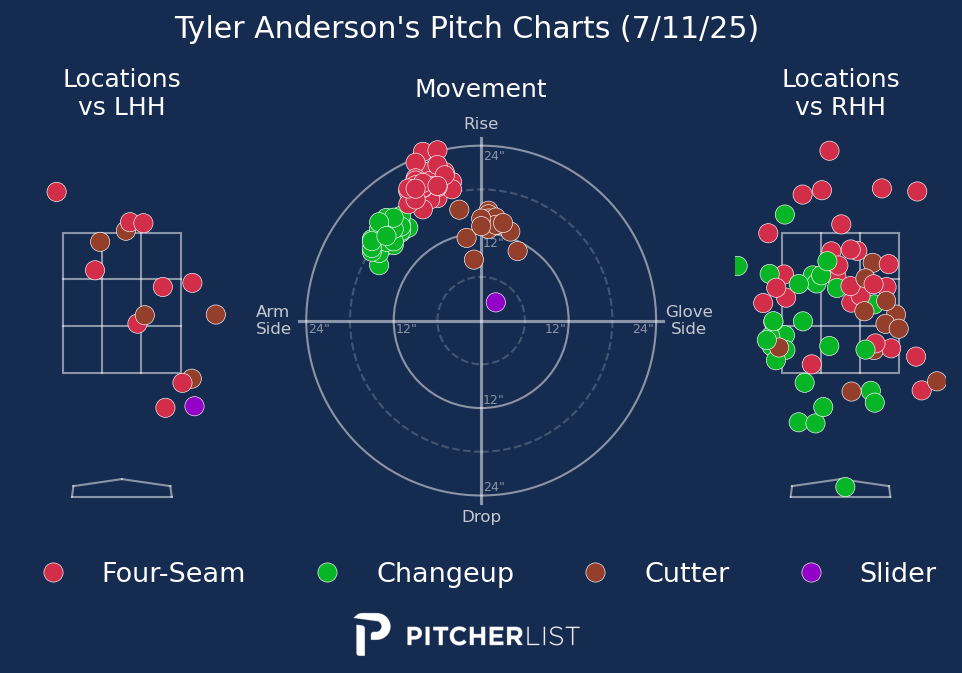 Tyler Anderson's Pitch Charts (7/11/25)
Locations
vs LHH
Movement
Locations
vs RHH
Rise
24"
12"
Arm
Side
24"
12"
12"
24"
Glove
Side
12"
24"
Drop
Four-Seam
Changeup
Cutter
Slider
PITCHERLIST